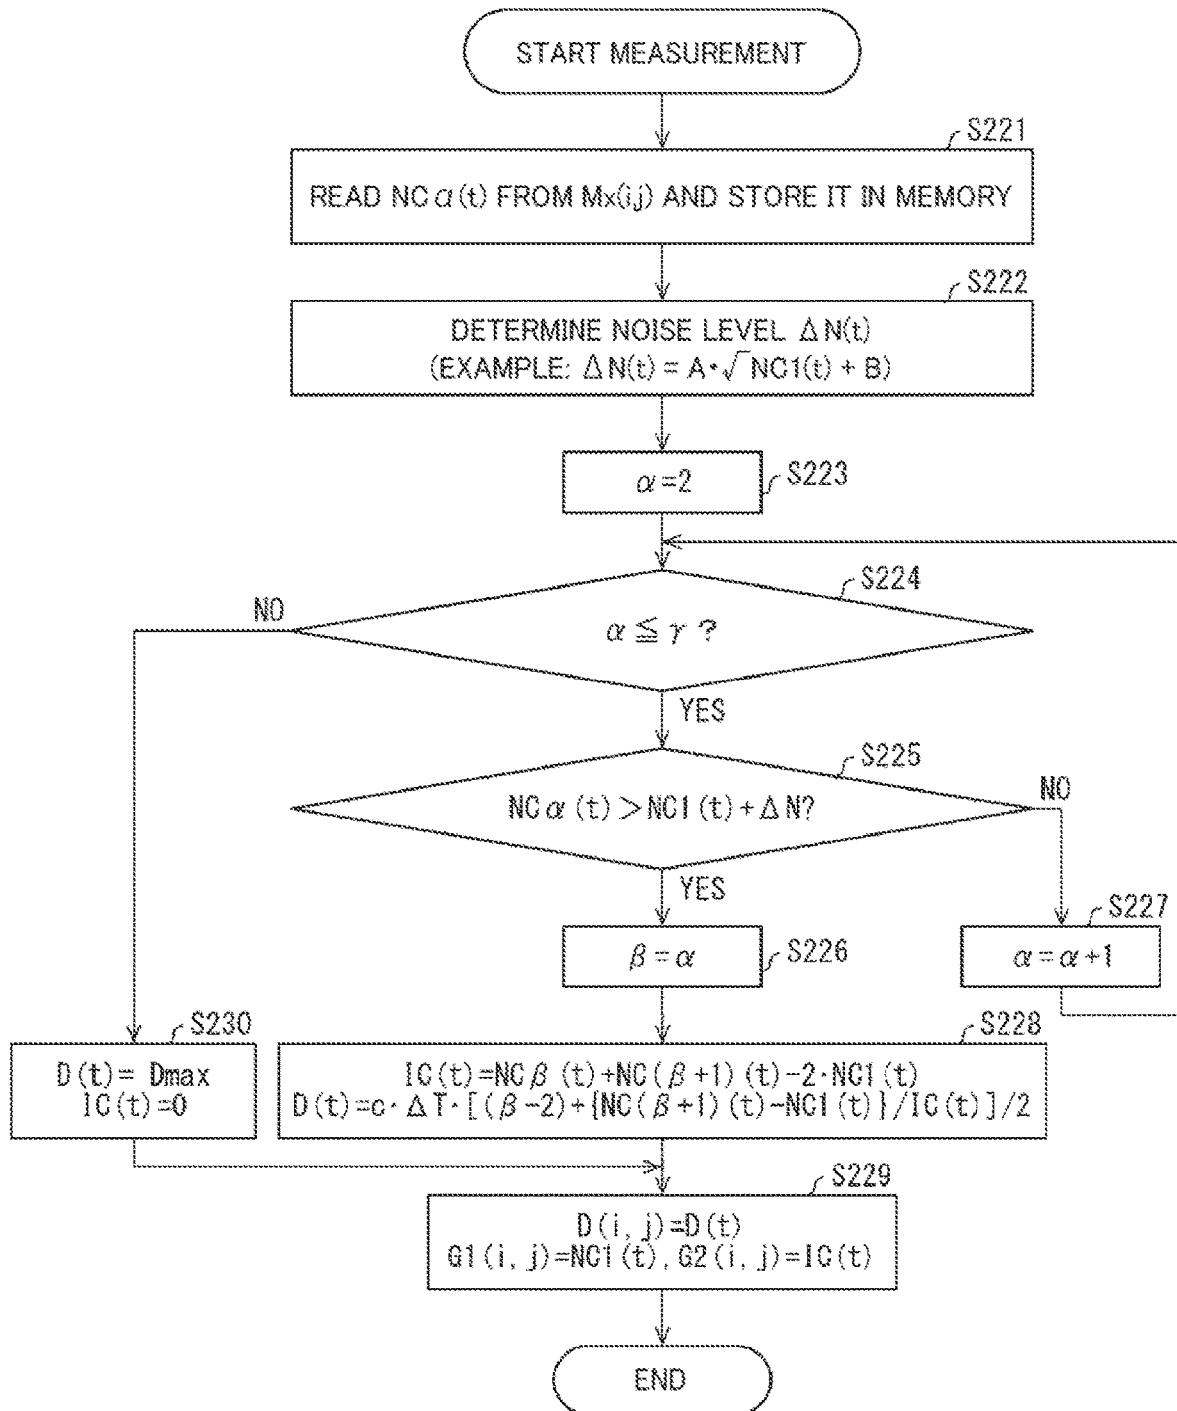 START MEASUREMENT
S221
READ NCα(t) FROM Mx(i,j) AND STORE IT IN MEMORY
S222
DETERMINE NOISE LEVEL ΔN(t)
(EXAMPLE: ΔN(t) = A·√NC1(t) + B)
S223
α=2
S224
NO
α ≦ γ ?
YES
S225
NCα(t) > NC1(t) + ΔN?
NO
YES
S227
β = α
S226
α = α+1
S230
S228
D(t) = Dmax
IC(t)=0
IC(t)=NCβ(t)+NC(β+1)(t)-2·NC1(t)
D(t)=c·ΔT·[(β-2)+{NC(β+1)(t)-NC1(t)}/IC(t)]/2
S229
D(i, j)=D(t)
G1(i, j)=NC1(t), G2(i, j)=IC(t)
END